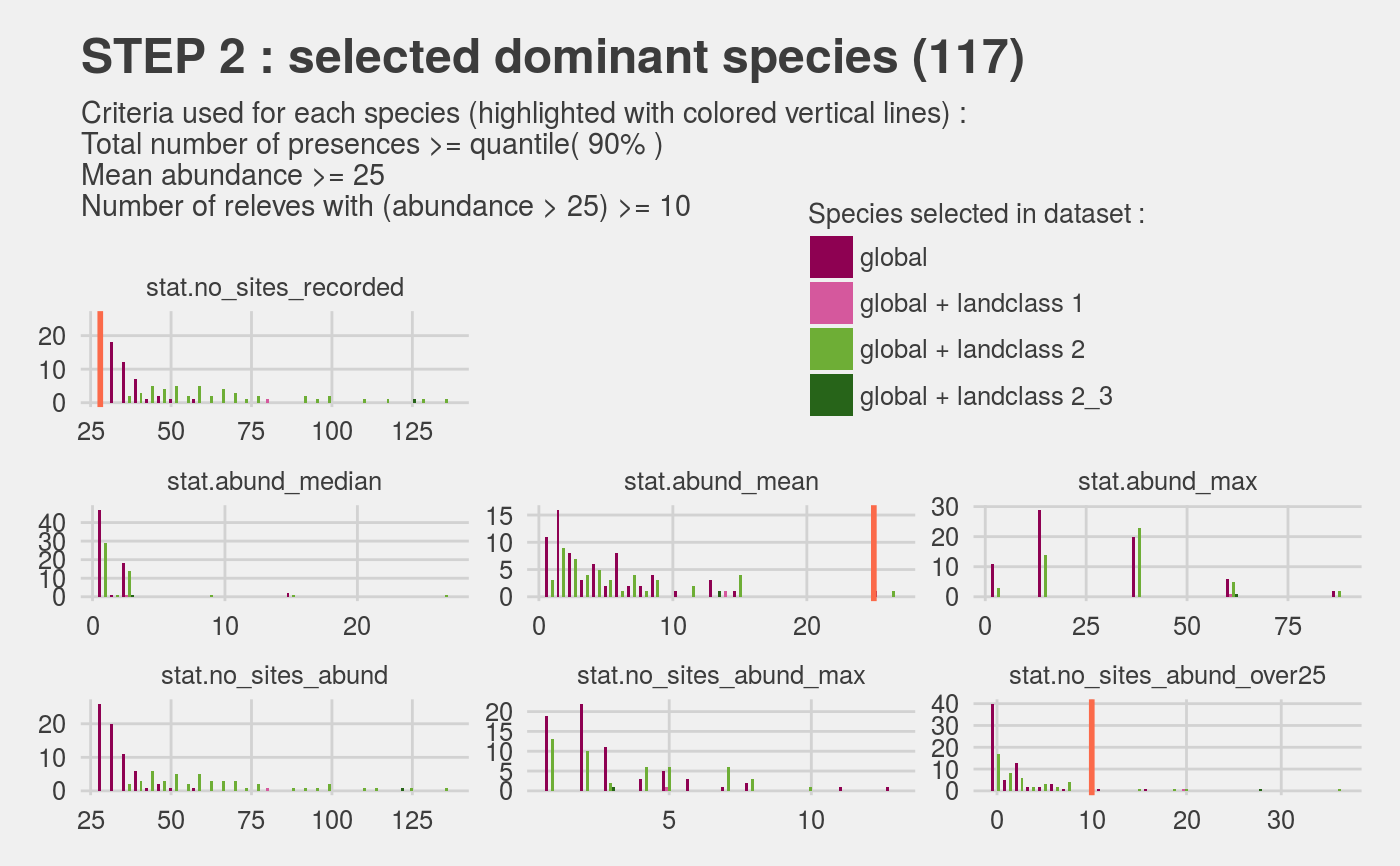 STEP 2 : selected dominant species (117)
Criteria used for each species (highlighted with colored vertical lines) :
Total number of presences >= quantile( 90% )
Mean abundance >= 25
Number of releves with (abundance > 25) >= 10
Species selected in dataset :
global
global + landclass 1
global + landclass 2
global + landclass 2_3
stat.no_sites_recorded
20
10
0
25 50 75 100 125
stat.abund_median
40
30
20
10
0
0 10 20
stat.abund_mean
15
10
5
0
0 10 20
stat.abund_max
30
20
10
0
0 25 50 75
stat.no_sites_abund
20
10
0
25 50 75 100 125
stat.no_sites_abund_max
20
15
10
5
0
5 10
stat.no_sites_abund_over25
40
30
20
10
0
0 10 20 30